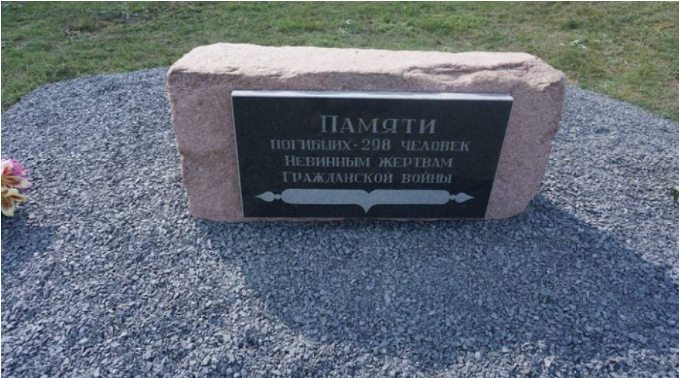 Памяти
погибших - 298 человек
Невинным жертвам
Гражданской войны